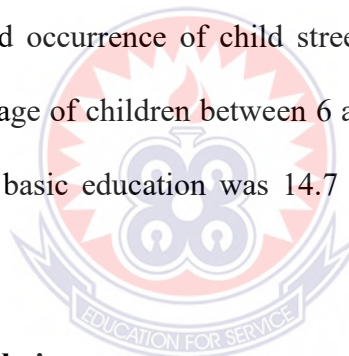 d occurrence of child stree
age of children between 6 a
basic education was 14.7
EDUCATION FOR SERVICE